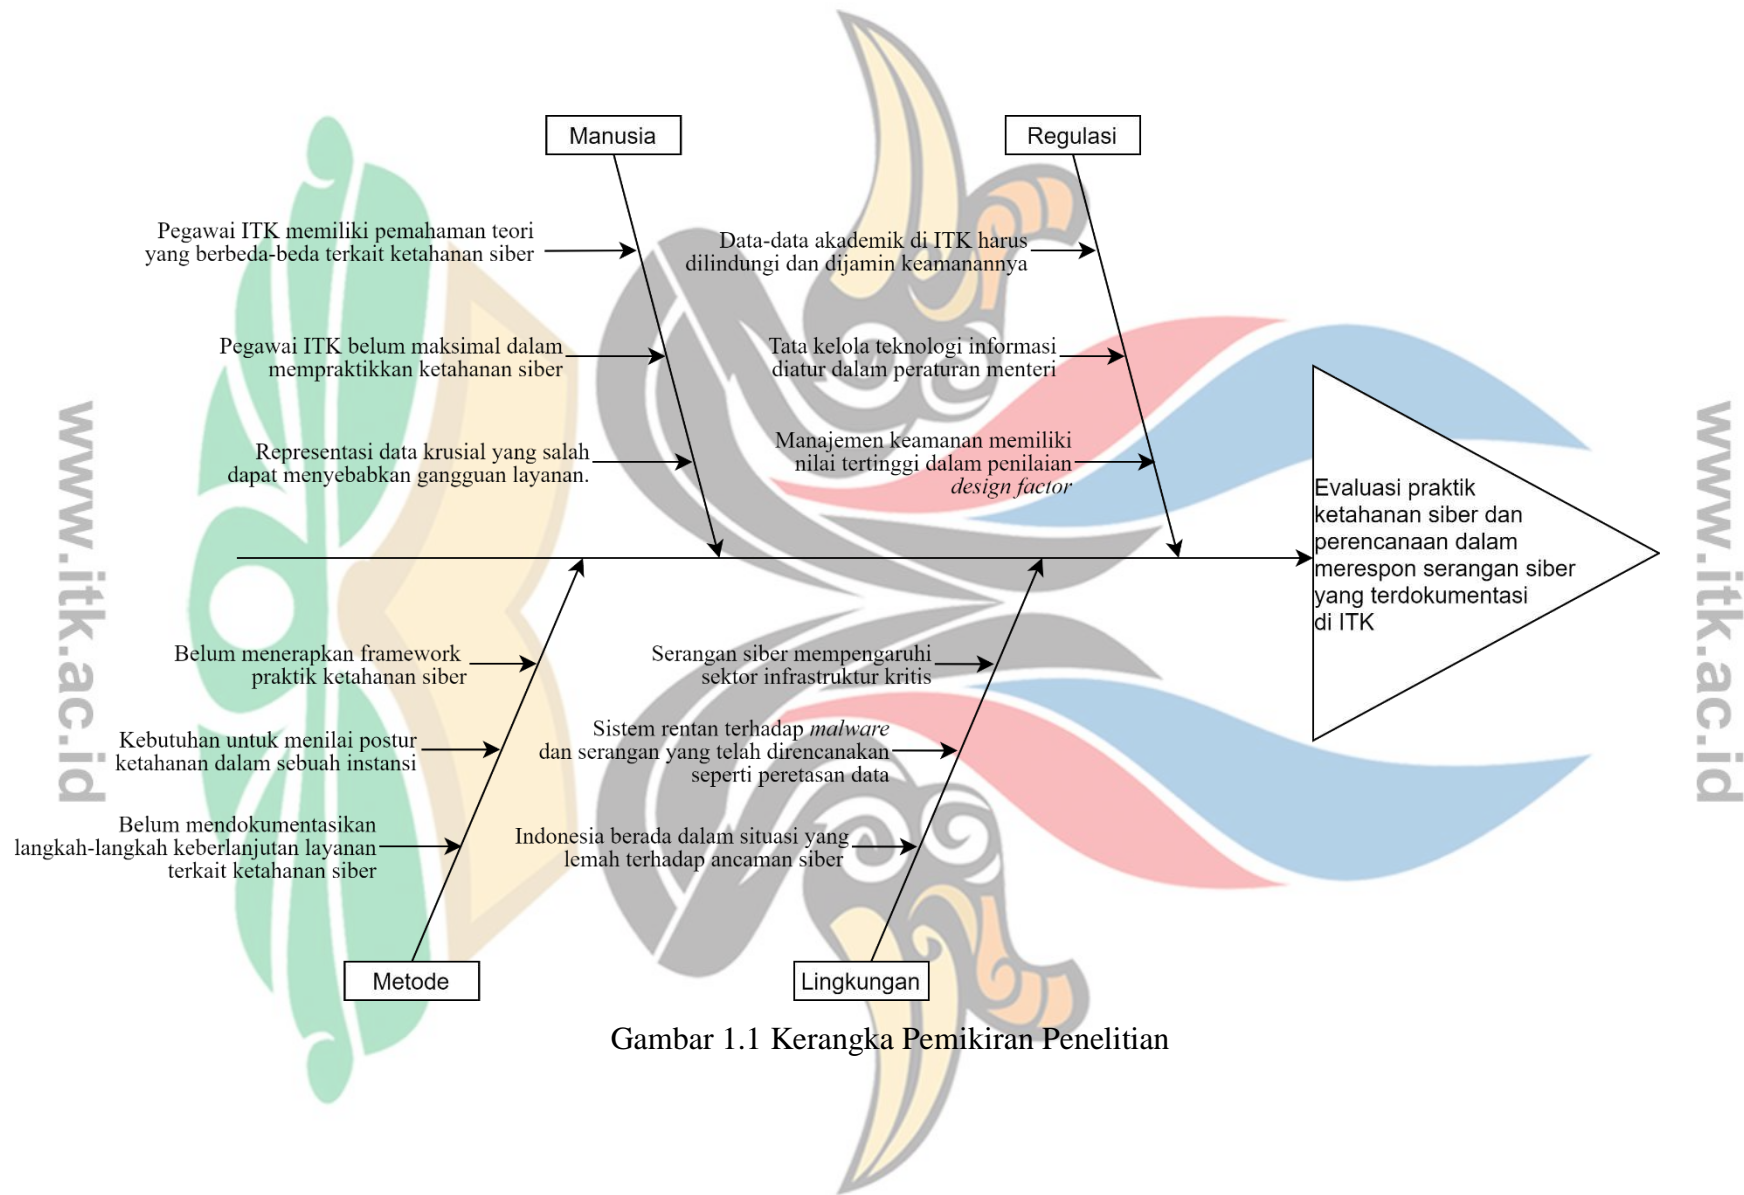 Manusia
Regulasi
Pegawai ITK memiliki pemahaman teori
yang berbeda-beda terkait ketahanan siber
Data-data akademik di ITK harus
dilindungi dan dijamin keamanannya
Pegawai ITK belum maksimal dalam
mempraktikkan ketahanan siber
Tata kelola teknologi informasi
diatur dalam peraturan menteri
Representasi data krusial yang salah
dapat menyebabkan gangguan layanan.
Manajemen keamanan memiliki
nilai tertinggi dalam penilaian
design factor
Evaluasi praktik
ketahanan siber dan
perencanaan dalam
merespon serangan siber
yang terdokumentasi
di ITK
Belum menerapkan framework
praktik ketahanan siber
Serangan siber mempengaruhi
sektor infrastruktur kritis
Kebutuhan untuk menilai postur
ketahanan dalam sebuah instansi
Sistem rentan terhadap malware
dan serangan yang telah direncanakan
seperti peretasan data
Belum mendokumentasikan
langkah-langkah keberlanjutan layanan
terkait ketahanan siber
Indonesia berada dalam situasi yang
lemah terhadap ancaman siber
Metode
Lingkungan
Gambar 1.1 Kerangka Pemikiran Penelitian
www.itk.ac.id
www.itk.ac.id